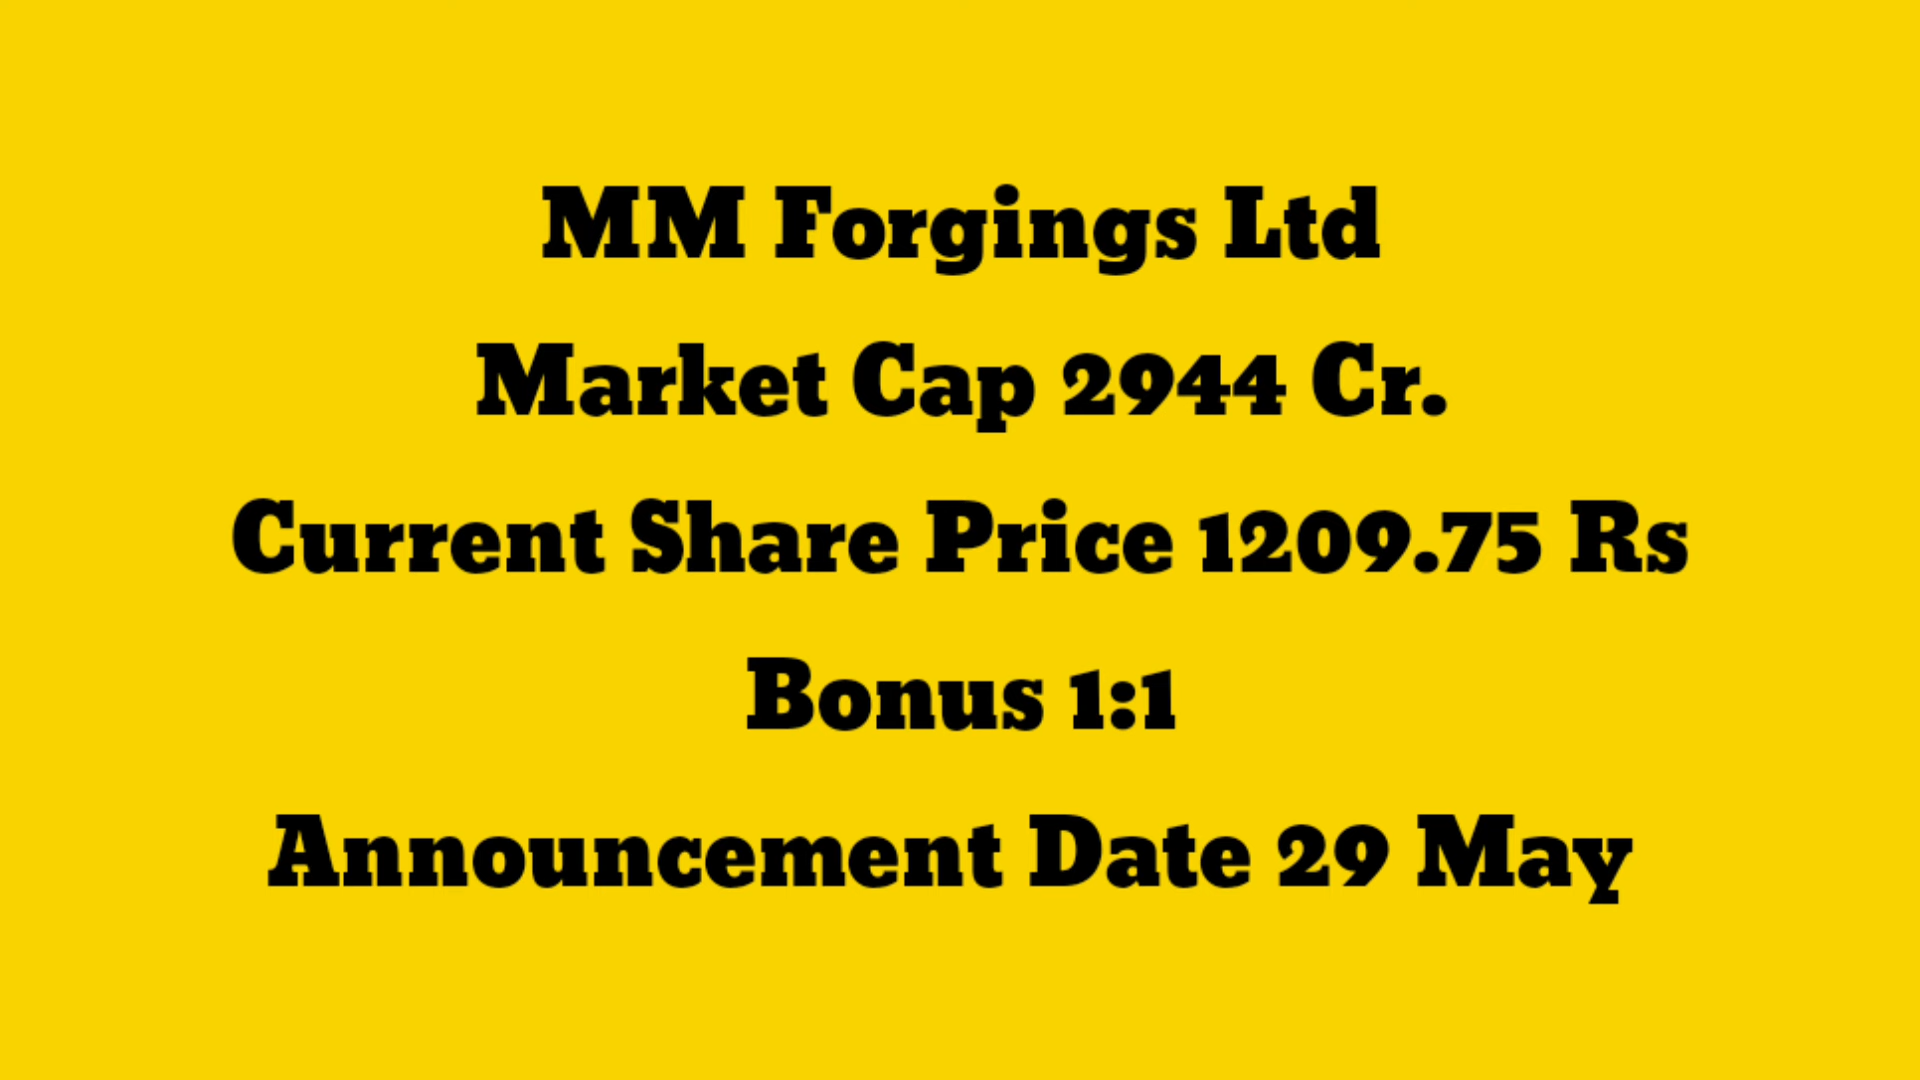 MM Forgings Ltd
Market Cap 2944 Cr.
Current Share Price 1209.75 Rs
Bonus 1:1
Announcement Date 29 May